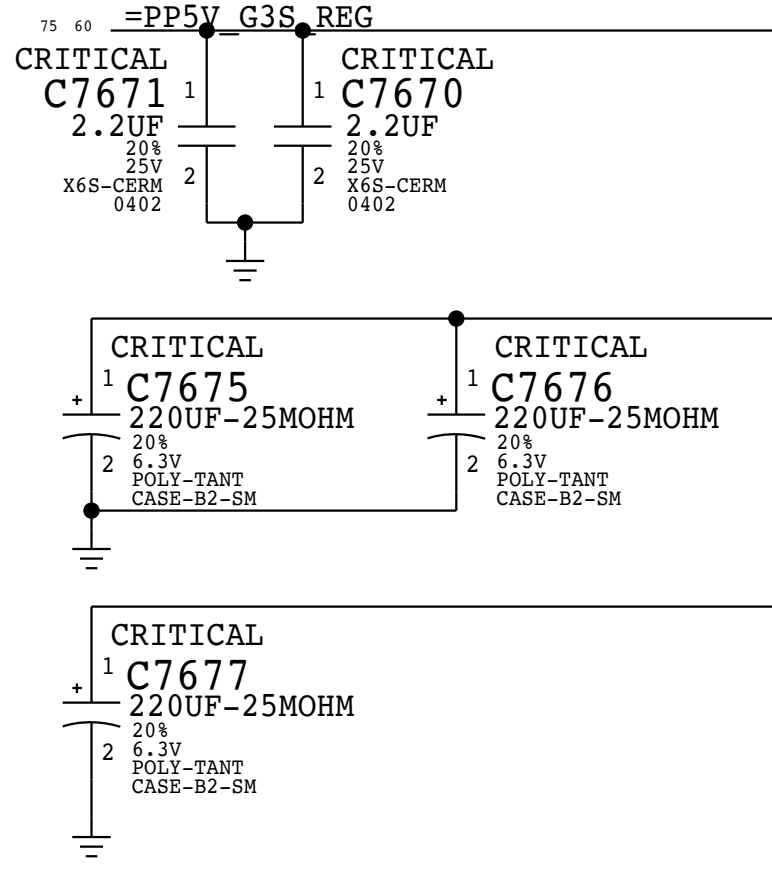 75 60 =PP5V_G3S_REG
CRITICAL
C7671
1
2.2UF
20%
25V
X6S-CERM
0402
2
CRITICAL
1
C7670
2.2UF
20%
25V
X6S-CERM
0402
2
CRITICAL
1
C7675
+
220UF-25MOHM
20%
6.3V
2
POLY-TANT
CASE-B2-SM
CRITICAL
1
C7676
+
220UF-25MOHM
20%
6.3V
2
POLY-TANT
CASE-B2-SM
CRITICAL
1
C7677
+
220UF-25MOHM
20%
6.3V
2
POLY-TANT
CASE-B2-SM